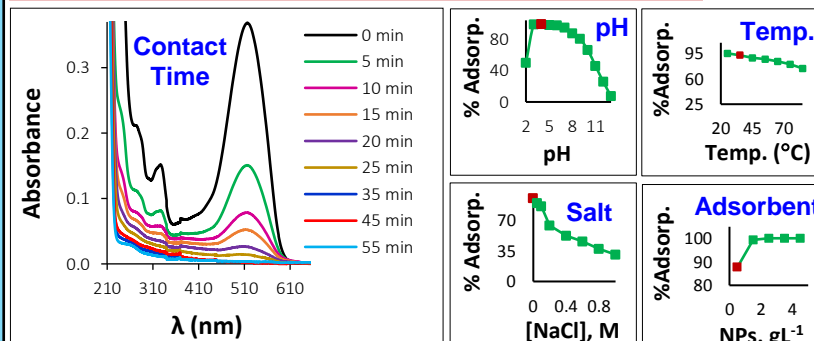 Contact
Time
Absorbance
0.3
0.2
0.1
0.0
210
310
410
510
610
λ (nm)
0 min
5 min
10 min
15 min
20 min
25 min
35 min
45 min
55 min
pH
% Adsorp.
80
40
0
2
5
8
11
pH
Temp.
%Adsorp.
95
60
25
20
45
70
Temp. (°C)
Salt
% Adsorp.
70
35
0
0
0.4
0.8
[NaCl], M
Adsorbent
%Adsorp.
100
90
80
0
2
4
NPs, gL⁻¹